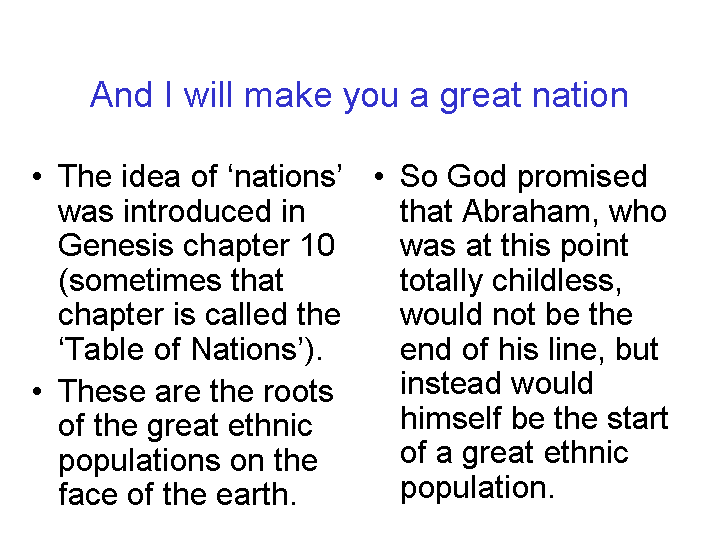 And I will make you a great nation
• The idea of ‘nations’
was introduced in
Genesis chapter 10
(sometimes that
chapter is called the
‘Table of Nations’).
• These are the roots
of the great ethnic
populations on the
face of the earth.
• So God promised
that Abraham, who
was at this point
totally childless,
would not be the
end of his line, but
instead would
himself be the start
of a great ethnic
population.